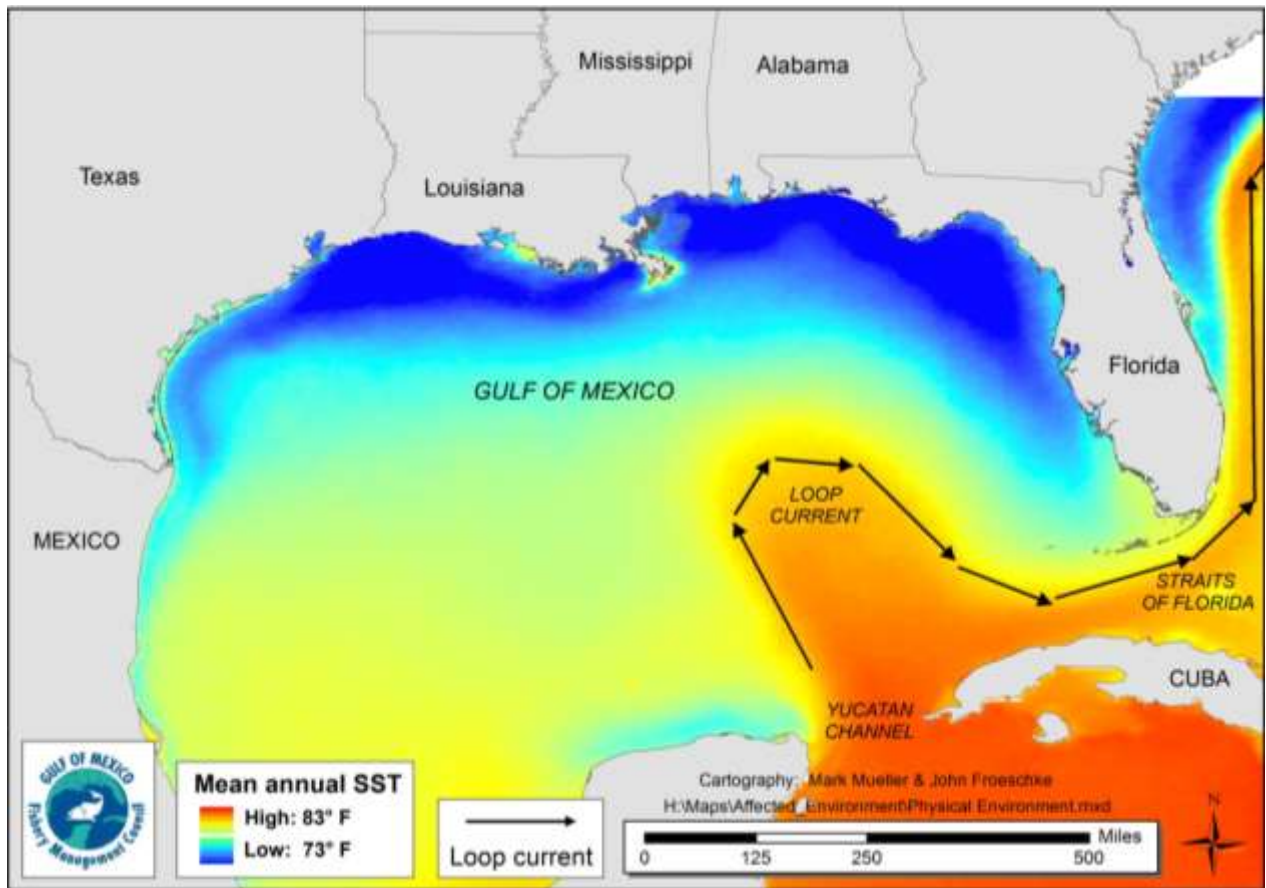 Mississippi
Alabama
Texas
Louisiana
Florida
GULF OF MEXICO
LOOP
CURRENT
MEXICO
STRAITS
OF FLORIDA
CUBA
YUCATAN
CHANNEL
GULF OF MEXICO
Fishery Management Council
Mean annual SST
High: 83° F
Low: 73° F
Loop current
Cartography: Mark Mueller & John Froeschke
H:\Maps\Affected_Environment\Physical Environment.mxd
N
Miles
0 125 250 500